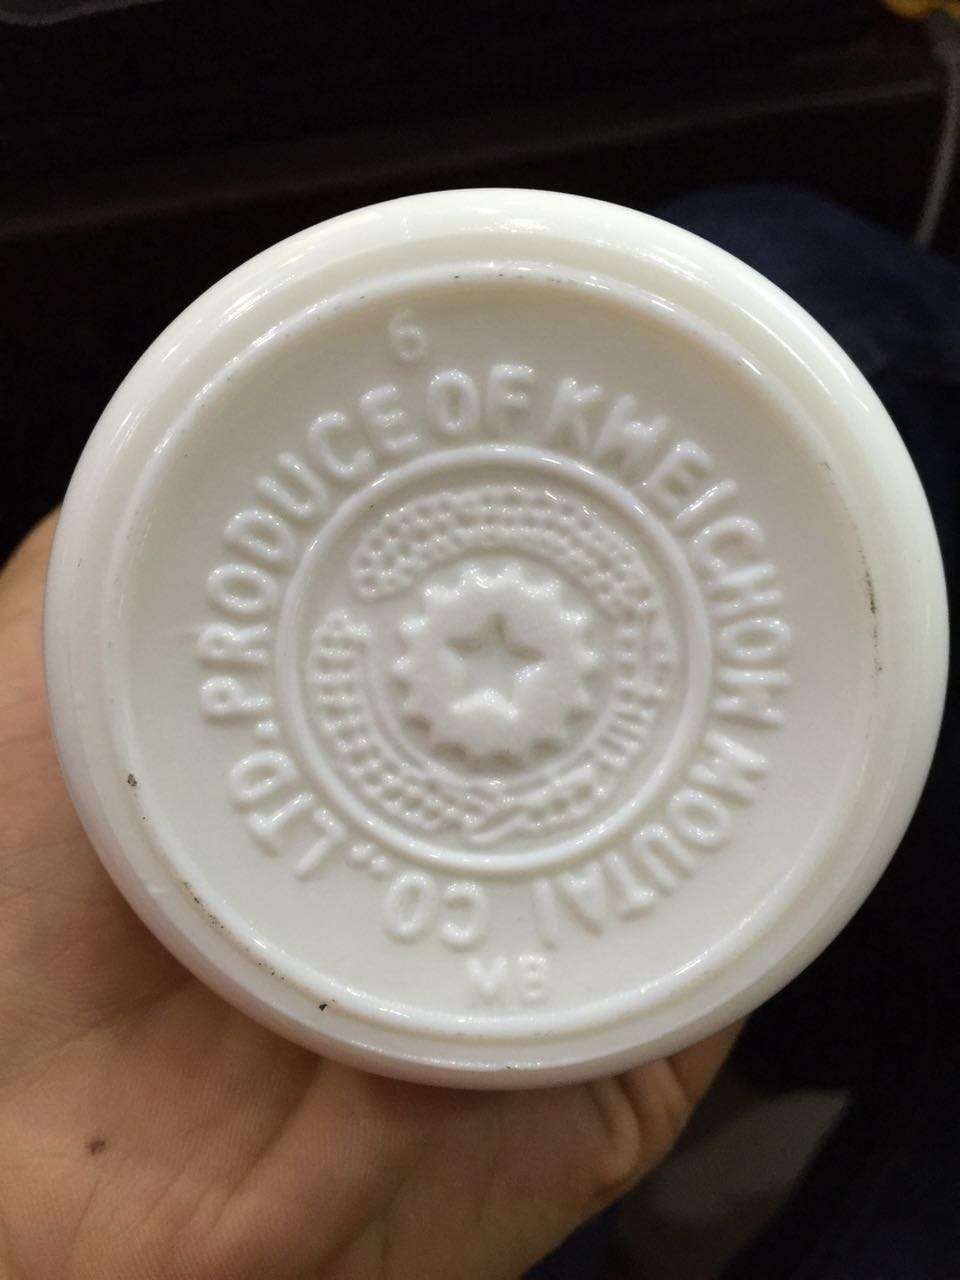 6
PRODUCE OF KWEICHOW MOUTAI CO., LTD.
MB